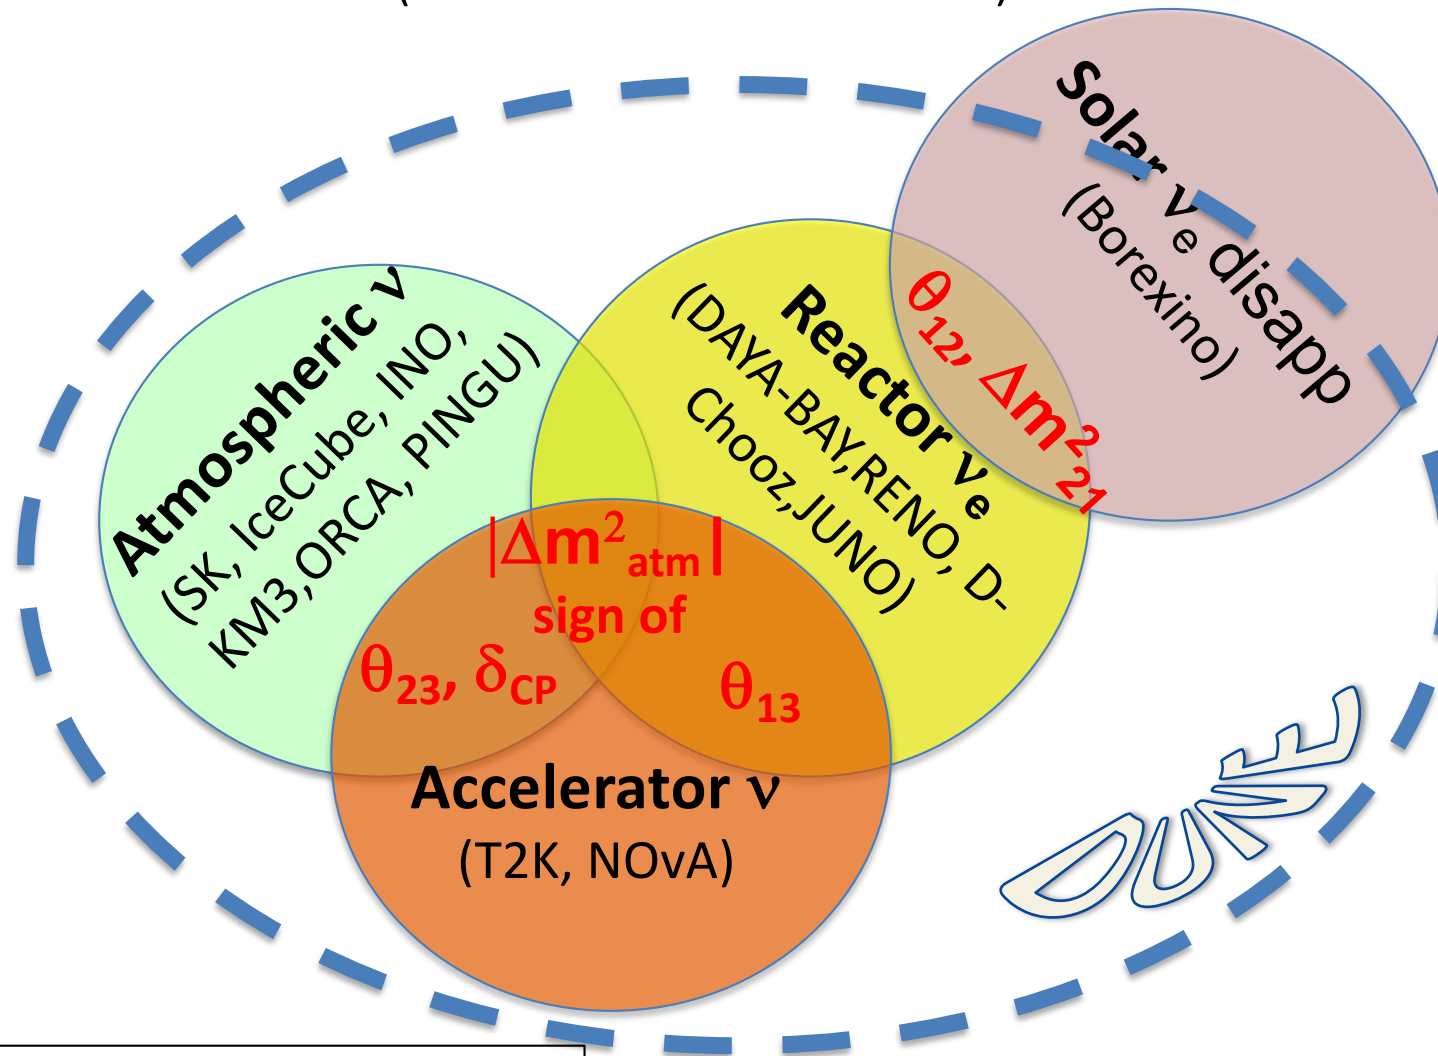 Solar νe disapp
(Borexino)
Atmospheric ν
(SK, IceCube, INO,
KM3,ORCA, PINGU)
Reactor νe
(DAYA-BAY,RENO, D-
Chooz,JUNO)
θ12, Δm²21
|Δm²atm|
sign of
θ23, δCP
θ13
Accelerator ν
(T2K, NOvA)
DUNE